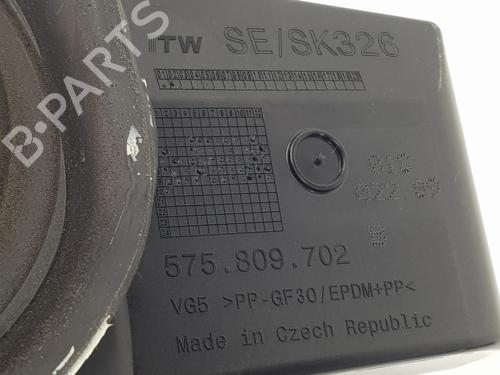 ITW SE/SK326
575.809.702
VG5 >PP-GF30/EPDM+PP<
Made in Czech Republic
B
B-PARTS